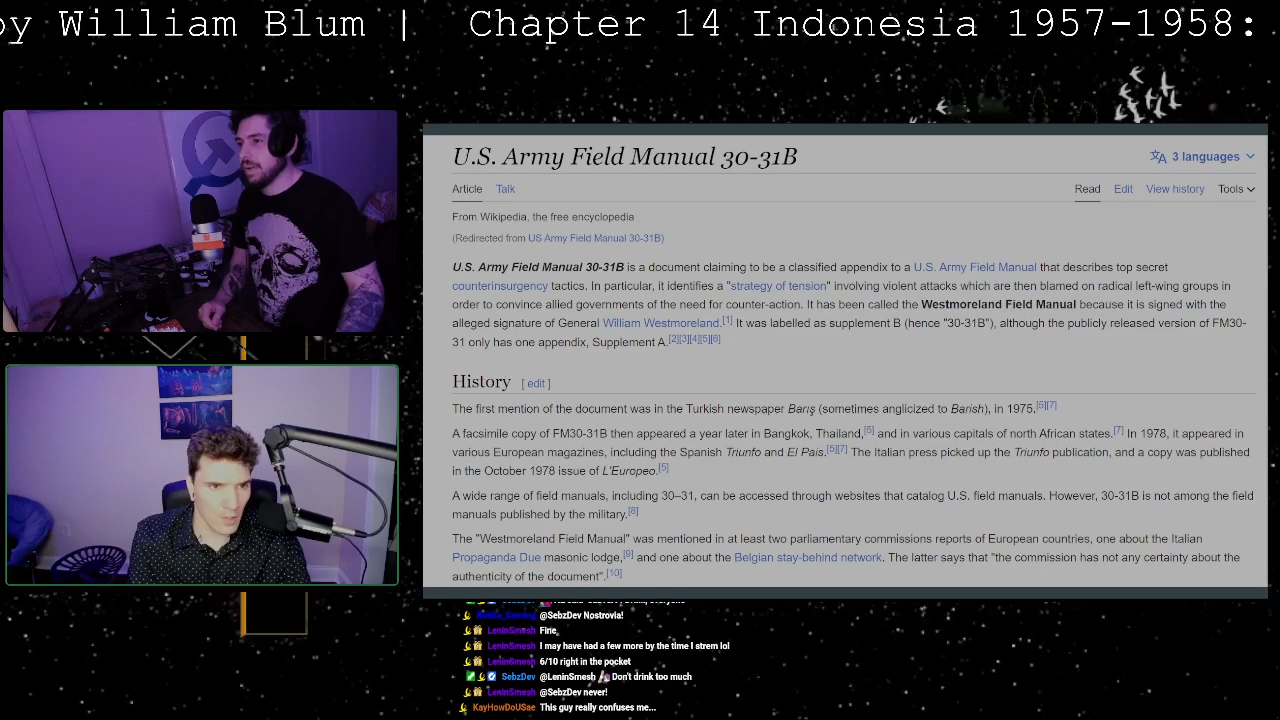 by William Blum |  Chapter 14 Indonesia 1957-1958:
U.S. Army Field Manual 30-31B
3 languages
Article Talk
Read Edit View history Tools
From Wikipedia, the free encyclopedia
(Redirected from US Army Field Manual 30-31B)
U.S. Army Field Manual 30-31B is a document claiming to be a classified appendix to a U.S. Army Field Manual that describes top secret
counterinsurgency tactics. In particular, it identifies a "strategy of tension" involving violent attacks which are then blamed on radical left-wing groups in
order to convince allied governments of the need for counter-action. It has been called the Westmoreland Field Manual because it is signed with the
alleged signature of General William Westmoreland.[1] It was labelled as supplement B (hence "30-31B"), although the publicly released version of FM30-
31 only has one appendix, Supplement A.[2][3][4][5][6]
History [ edit ]
The first mention of the document was in the Turkish newspaper Barış (sometimes anglicized to Barish), in 1975.[5][7]
A facsimile copy of FM30-31B then appeared a year later in Bangkok, Thailand,[5] and in various capitals of north African states.[7] In 1978, it appeared in
various European magazines, including the Spanish Triunfo and El País.[5][7] The Italian press picked up the Triunfo publication, and a copy was published
in the October 1978 issue of L'Europeo.[5]
A wide range of field manuals, including 30–31, can be accessed through websites that catalog U.S. field manuals. However, 30-31B is not among the field
manuals published by the military.[8]
The "Westmoreland Field Manual" was mentioned in at least two parliamentary commissions reports of European countries, one about the Italian
Propaganda Due masonic lodge,[9] and one about the Belgian stay-behind network. The latter says that "the commission has not any certainty about the
authenticity of the document".[10]
@SebzDev Nostrovia!
LeninSmesh Fine,
LeninSmesh I may have had a few more by the time I strem lol
LeninSmesh 6/10 right in the pocket
SebzDev @LeninSmesh Don't drink too much
LeninSmesh @SebzDev never!
KayHowDoUSae This guy really confuses me...